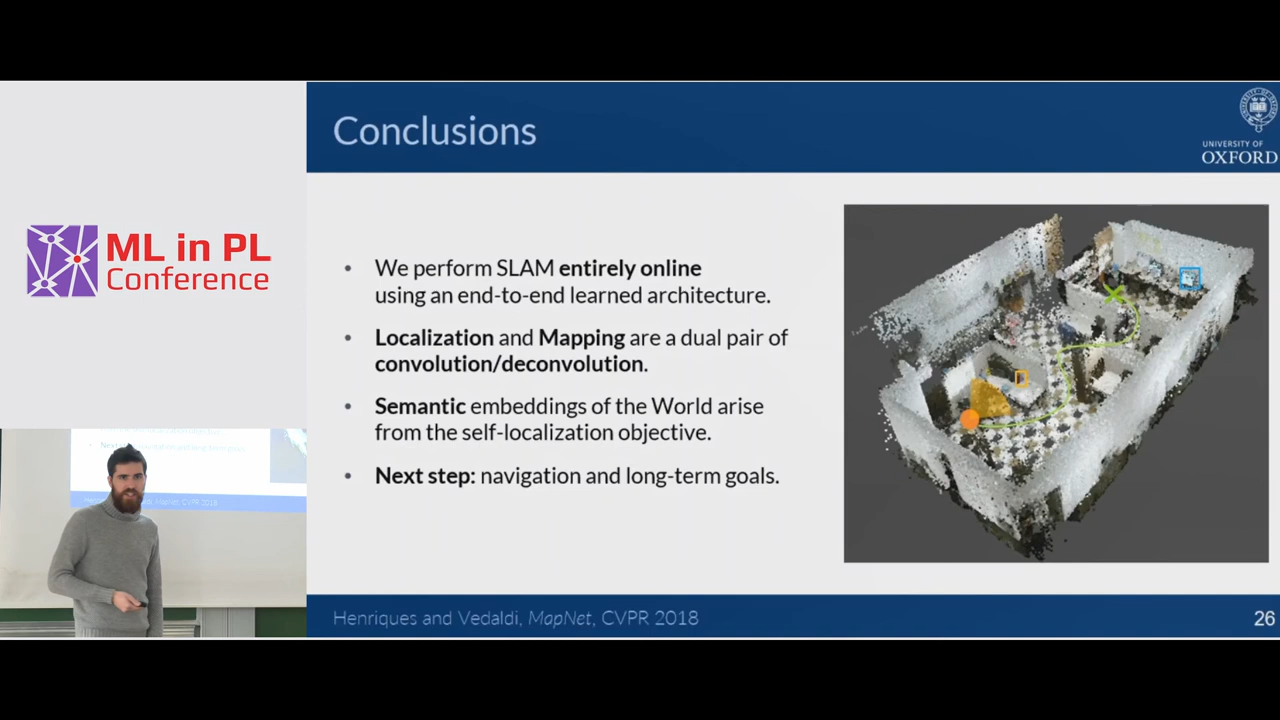 Conclusions
UNIVERSITY OF
OXFORD
ML in PL
Conference
• We perform SLAM entirely online
using an end-to-end learned architecture.
• Localization and Mapping are a dual pair of
convolution/deconvolution.
• Semantic embeddings of the World arise
from the self-localization objective.
• Next step: navigation and long-term goals.
Henriques and Vedaldi, MapNet, CVPR 2018
26